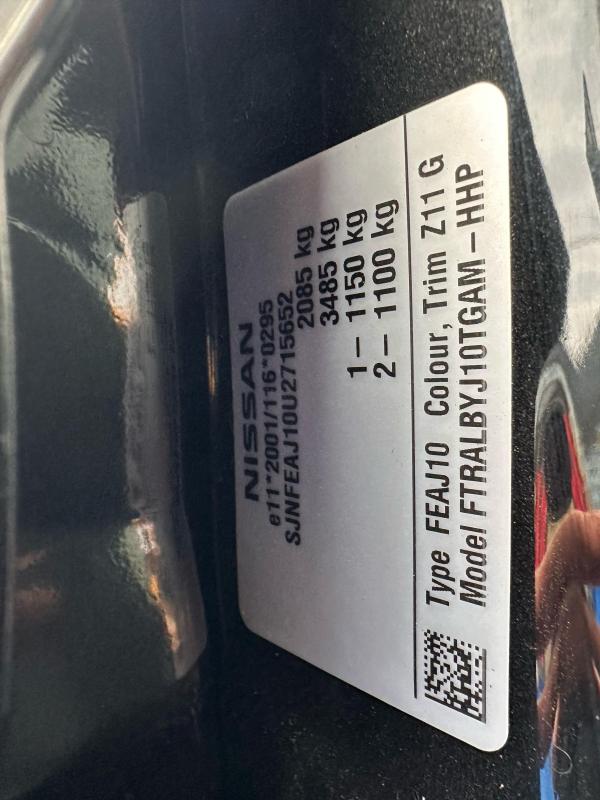 NISSAN
e11*2001/116*0295
SJNFEAJ10U2715652
2085 kg
3485 kg
1– 1150 kg
2– 1100 kg
Type FEAJ10 Colour, Trim Z11 G
Model FTRALBYJ10TGAM–HHP